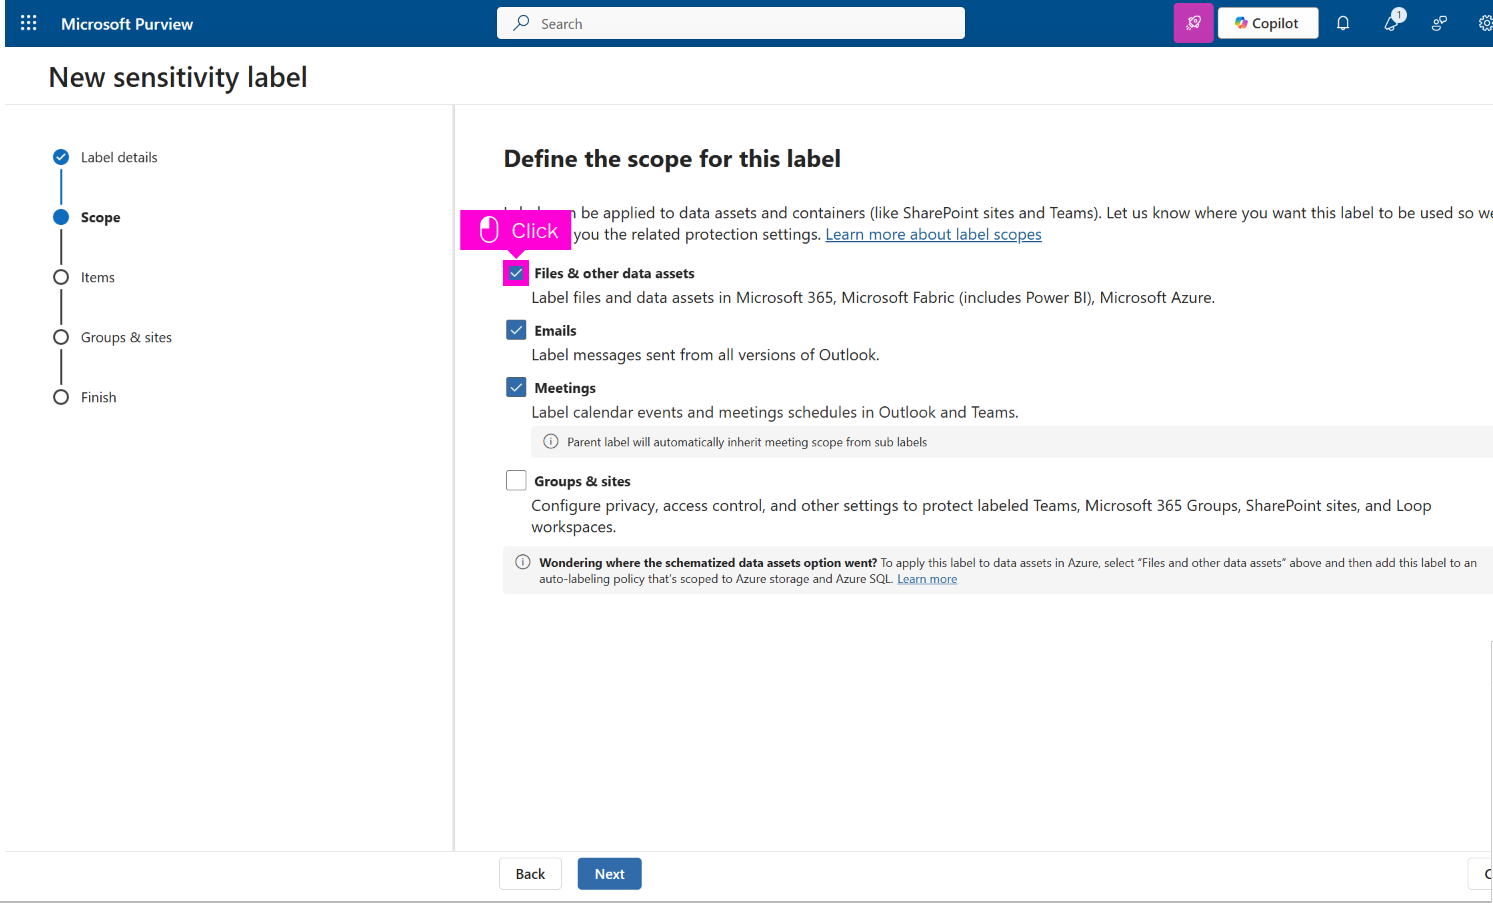 Microsoft Purview
Search
Copilot
1
New sensitivity label
Label details
Scope
Items
Groups & sites
Finish
Define the scope for this label
be applied to data assets and containers (like SharePoint sites and Teams). Let us know where you want this label to be used so we
Click
you the related protection settings. Learn more about label scopes
Files & other data assets
Label files and data assets in Microsoft 365, Microsoft Fabric (includes Power BI), Microsoft Azure.
Emails
Label messages sent from all versions of Outlook.
Meetings
Label calendar events and meetings schedules in Outlook and Teams.
Parent label will automatically inherit meeting scope from sub labels
Groups & sites
Configure privacy, access control, and other settings to protect labeled Teams, Microsoft 365 Groups, SharePoint sites, and Loop
workspaces.
Wondering where the schematized data assets option went? To apply this label to data assets in Azure, select “Files and other data assets” above and then add this label to an
auto-labeling policy that’s scoped to Azure storage and Azure SQL. Learn more
Back
Next